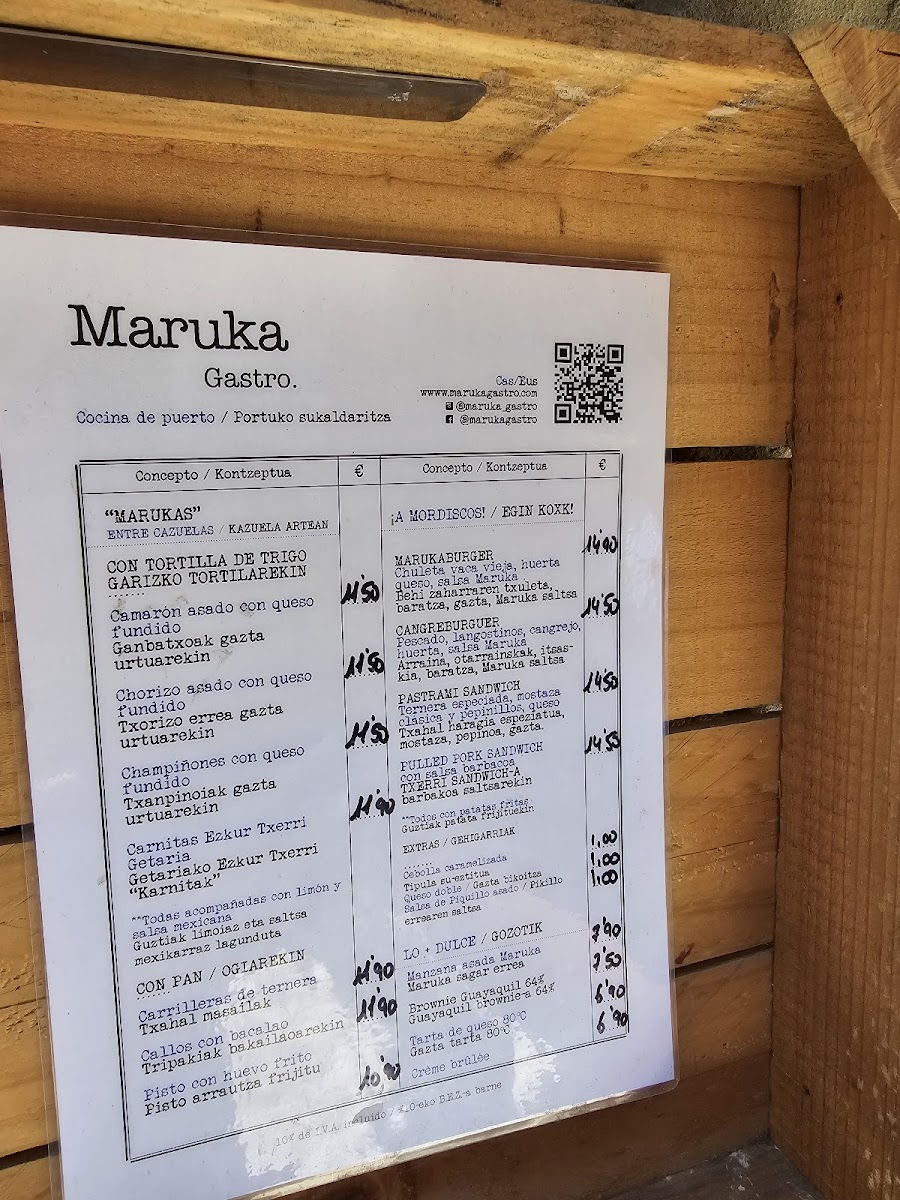 Maruka
Gastro.
Cocina de puerto / Portuko sukaldaritza
Cas/Eus
www.marukagastro.com
@maruka_gastro
@marukagastro
Concepto / Kontzeptua €
"MARUKAS"
ENTRE CAZUELAS / KAZUELA ARTEAN
CON TORTILLA DE TRIGO
GARIZKO TORTILAREKIN
Camarón asado con queso 11'50
fundido
Ganbatxoak gazta
urtuarekin
Chorizo asado con queso 11'50
fundido
Txorizo errea gazta
urtuarekin
Champiñones con queso 11'50
fundido
Txanpinoiak gazta
urtuarekin
Carnitas Ezkur Txerri 11'90
Getaria
Getariako Ezkur Txerri
"Karnitak"
**Todas acompañadas con limón y
salsa mexicana
Guztiak limoiaz eta saltsa
mexikarraz lagunduta
CON PAN / OGIAREKIN
Carrilleras de ternera 11'90
Txahal masailak
Callos con bacalao 11'90
Tripakiak bakailaoarekin
Pisto con huevo frito 10'90
Pisto arrautza frijitu
Concepto / Kontzeptua €
¡A MORDISCOS! / EGIN KOXK!
MARUKABURGER 14'90
Chuleta vaca vieja, huerta
queso, salsa Maruka
Behi zaharraren txuleta,
baratza, gazta, Maruka saltsa
CANGREBURGUER 14'50
Pescado, langostinos, cangrejo,
huerta, salsa Maruka
Arraina, otarrainskak, itsas-
kia, baratza, Maruka saltsa
PASTRAMI SANDWICH 14'50
Ternera especiada, mostaza
clásica y pepinillos, queso
Txahal haragia espeziatua,
mostaza, pepinoa, gazta.
PULLED PORK SANDWICH 14'50
con salsa barbacoa
TXERRI SANDWICH-A
barbakoa saltsarekin
**Todos con patatas fritas
Guztiak patata frijituekin
EXTRAS / GEHIGARRIAK
Cebolla caramelizada 1,00
Tipula su-eztitua
Queso doble / Gazta bikoitza 1,00
Salsa de Piquillo asado / Pikillo 1,00
errearen saltsa
LO + DULCE / GOZOTIK
Manzana asada Maruka 7'90
Maruka sagar errea
Brownie Guayaquil 64% 7'50
Guayaquil brownie-a 64%
Tarta de queso 80ºC 6'90
Gazta tarta 80ºC
Crème brûlée 6'90
10% de I.V.A. incluido / %10-eko B.E.Z.-a barne